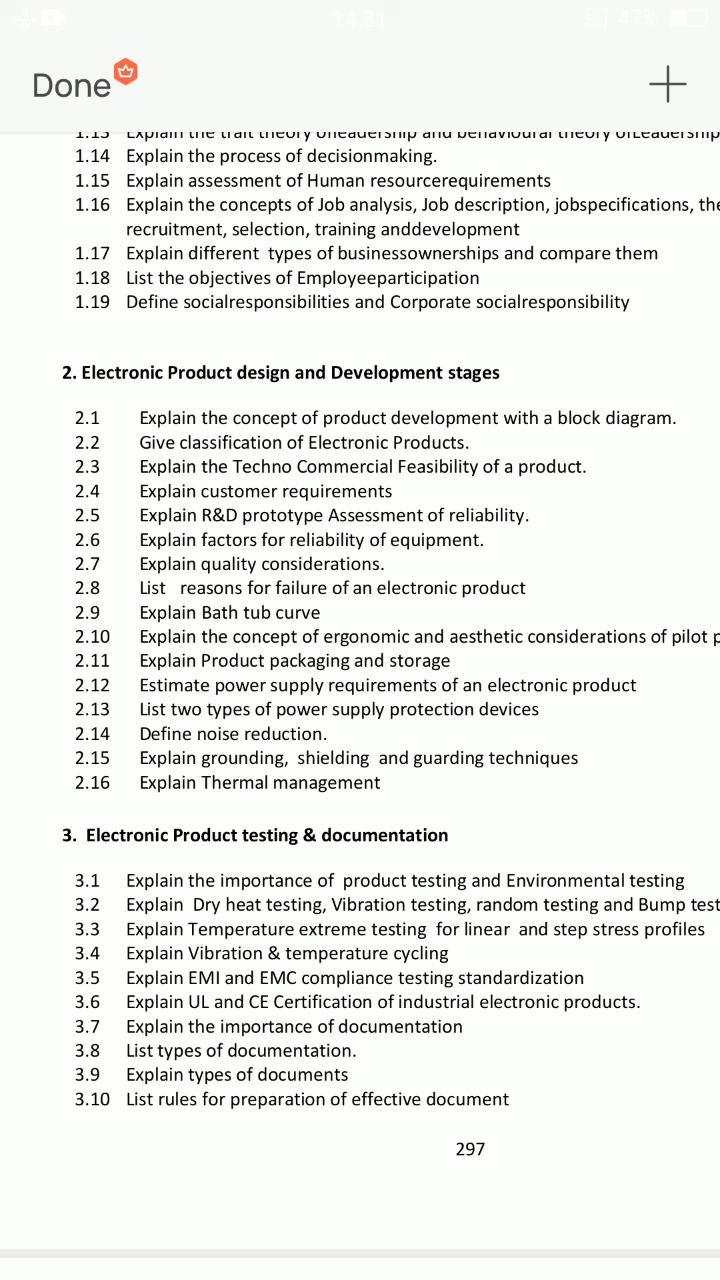 14:31
47%
Done
1.13 Explain the trait theory ofleadership and behavioural theory ofLeadership
1.14 Explain the process of decisionmaking.
1.15 Explain assessment of Human resourcerequirements
1.16 Explain the concepts of Job analysis, Job description, jobspecifications, the
recruitment, selection, training anddevelopment
1.17 Explain different types of businessownerships and compare them
1.18 List the objectives of Employeeparticipation
1.19 Define socialresponsibilities and Corporate socialresponsibility
2. Electronic Product design and Development stages
2.1 Explain the concept of product development with a block diagram.
2.2 Give classification of Electronic Products.
2.3 Explain the Techno Commercial Feasibility of a product.
2.4 Explain customer requirements
2.5 Explain R&D prototype Assessment of reliability.
2.6 Explain factors for reliability of equipment.
2.7 Explain quality considerations.
2.8 List reasons for failure of an electronic product
2.9 Explain Bath tub curve
2.10 Explain the concept of ergonomic and aesthetic considerations of pilot p
2.11 Explain Product packaging and storage
2.12 Estimate power supply requirements of an electronic product
2.13 List two types of power supply protection devices
2.14 Define noise reduction.
2.15 Explain grounding, shielding and guarding techniques
2.16 Explain Thermal management
3. Electronic Product testing & documentation
3.1 Explain the importance of product testing and Environmental testing
3.2 Explain Dry heat testing, Vibration testing, random testing and Bump test
3.3 Explain Temperature extreme testing for linear and step stress profiles
3.4 Explain Vibration & temperature cycling
3.5 Explain EMI and EMC compliance testing standardization
3.6 Explain UL and CE Certification of industrial electronic products.
3.7 Explain the importance of documentation
3.8 List types of documentation.
3.9 Explain types of documents
3.10 List rules for preparation of effective document
297